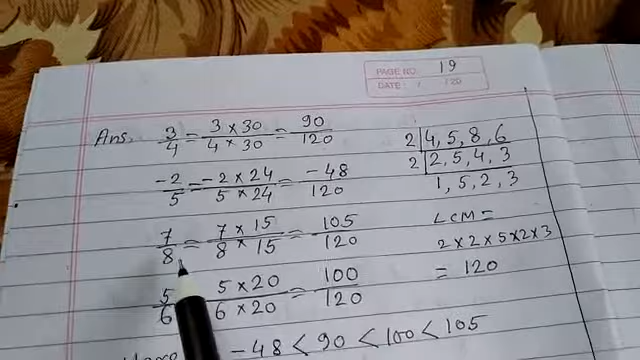 PAGE NO. 19
DATE: / /20
Ans. 3/4 = 3 × 30 / 4 × 30 = 90/120
-2/5 = -2 × 24 / 5 × 24 = -48/120
7/8 = 7 × 15 / 8 × 15 = 105/120
5/6 5 × 20 / 6 × 20 = 100/120
-48 < 90 < 100 < 105
2 | 4, 5, 8, 6
2 | 2, 5, 4, 3
1, 5, 2, 3
LCM =
2 × 2 × 5 × 2 × 3
= 120